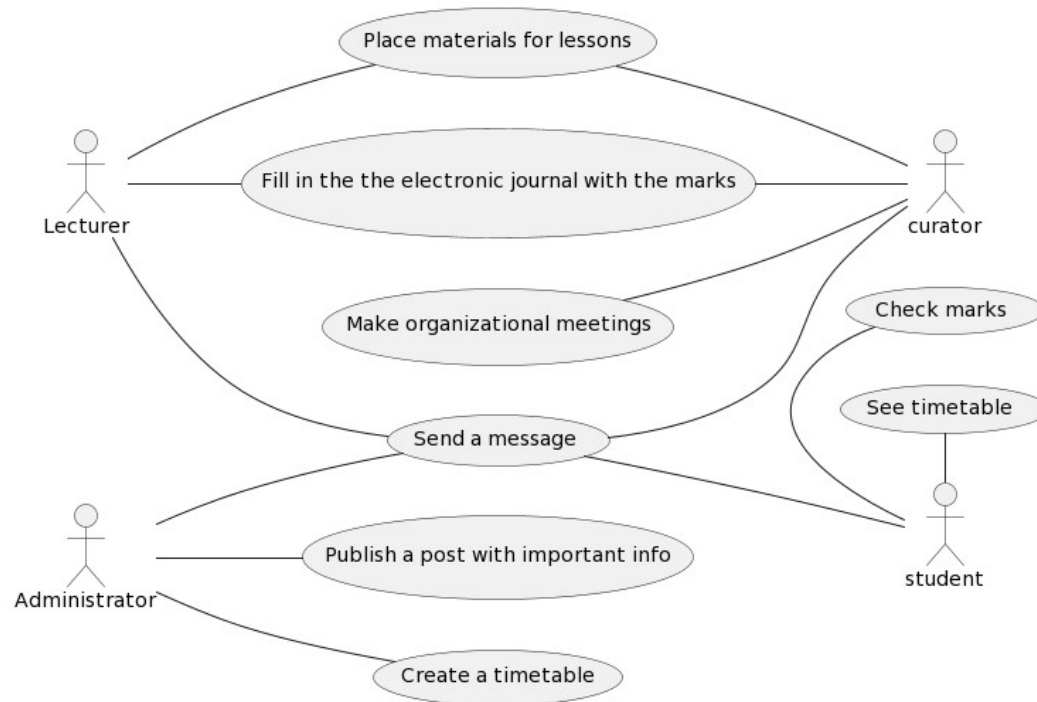 Place materials for lessons
Fill in the the electronic journal with the marks
Lecturer
curator
Check marks
Make organizational meetings
See timetable
Send a message
Publish a post with important info
student
Administrator
Create a timetable